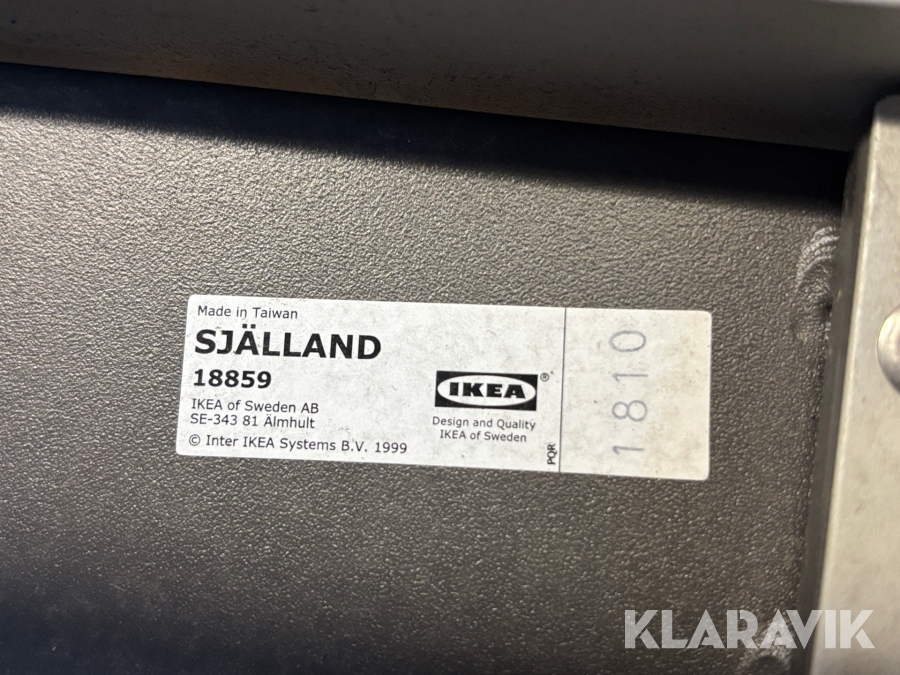 Made in Taiwan
SJÄLLAND
18859
IKEA of Sweden AB
SE-343 81 Älmhult
© Inter IKEA Systems B.V. 1999
IKEA®
Design and Quality
IKEA of Sweden
PQR
1810
KLARAVIK